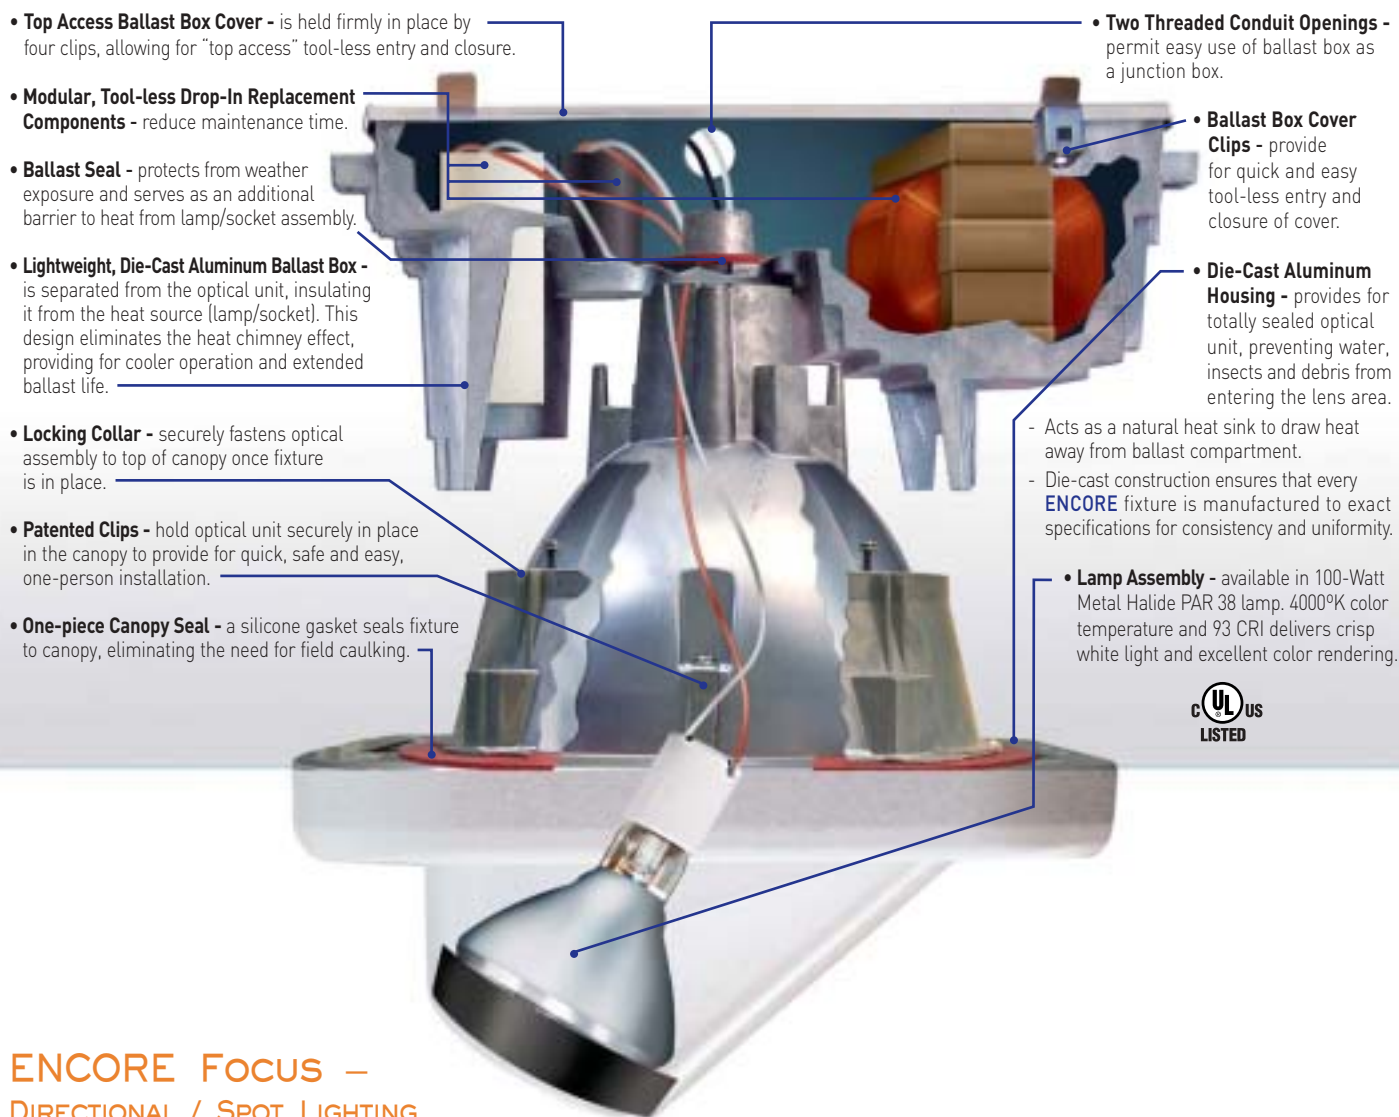 • Top Access Ballast Box Cover - is held firmly in place by
four clips, allowing for “top access” tool-less entry and closure.
• Modular, Tool-less Drop-In Replacement
Components - reduce maintenance time.
• Ballast Seal - protects from weather
exposure and serves as an additional
barrier to heat from lamp/socket assembly.
• Lightweight, Die-Cast Aluminum Ballast Box -
is separated from the optical unit, insulating
it from the heat source (lamp/socket). This
design eliminates the heat chimney effect,
providing for cooler operation and extended
ballast life.
• Locking Collar - securely fastens optical
assembly to top of canopy once fixture
is in place.
• Patented Clips - hold optical unit securely in place
in the canopy to provide for quick, safe and easy,
one-person installation.
• One-piece Canopy Seal - a silicone gasket seals fixture
to canopy, eliminating the need for field caulking.
• Two Threaded Conduit Openings -
permit easy use of ballast box as
a junction box.
• Ballast Box Cover
Clips - provide
for quick and easy
tool-less entry and
closure of cover.
• Die-Cast Aluminum
Housing - provides for
totally sealed optical
unit, preventing water,
insects and debris from
entering the lens area.
- Acts as a natural heat sink to draw heat
away from ballast compartment.
- Die-cast construction ensures that every
ENCORE fixture is manufactured to exact
specifications for consistency and uniformity.
• Lamp Assembly - available in 100-Watt
Metal Halide PAR 38 lamp. 4000ºK color
temperature and 93 CRI delivers crisp
white light and excellent color rendering.
C UL ® US
LISTED
ENCORE FOCUS –
DIRECTIONAL / SPOT LIGHTING